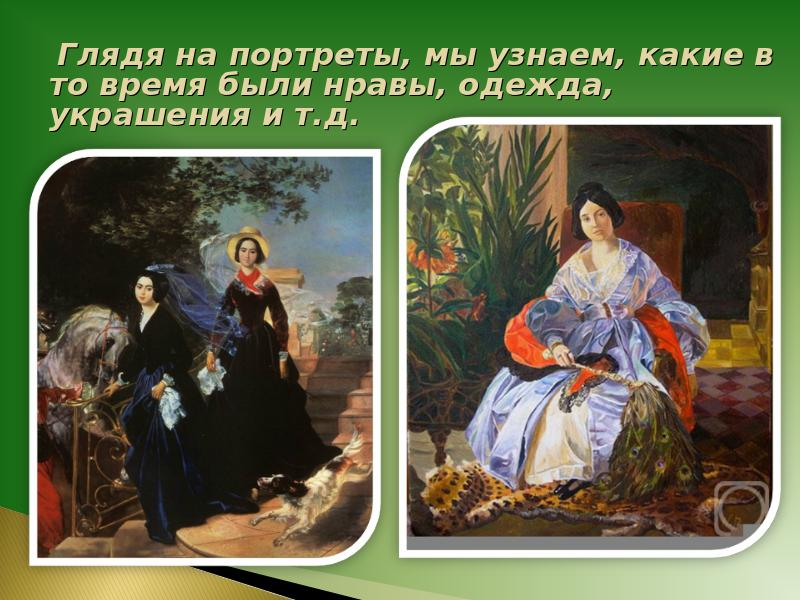 Глядя на портреты, мы узнаем, какие в
то время были нравы, одежда,
украшения и т.д.